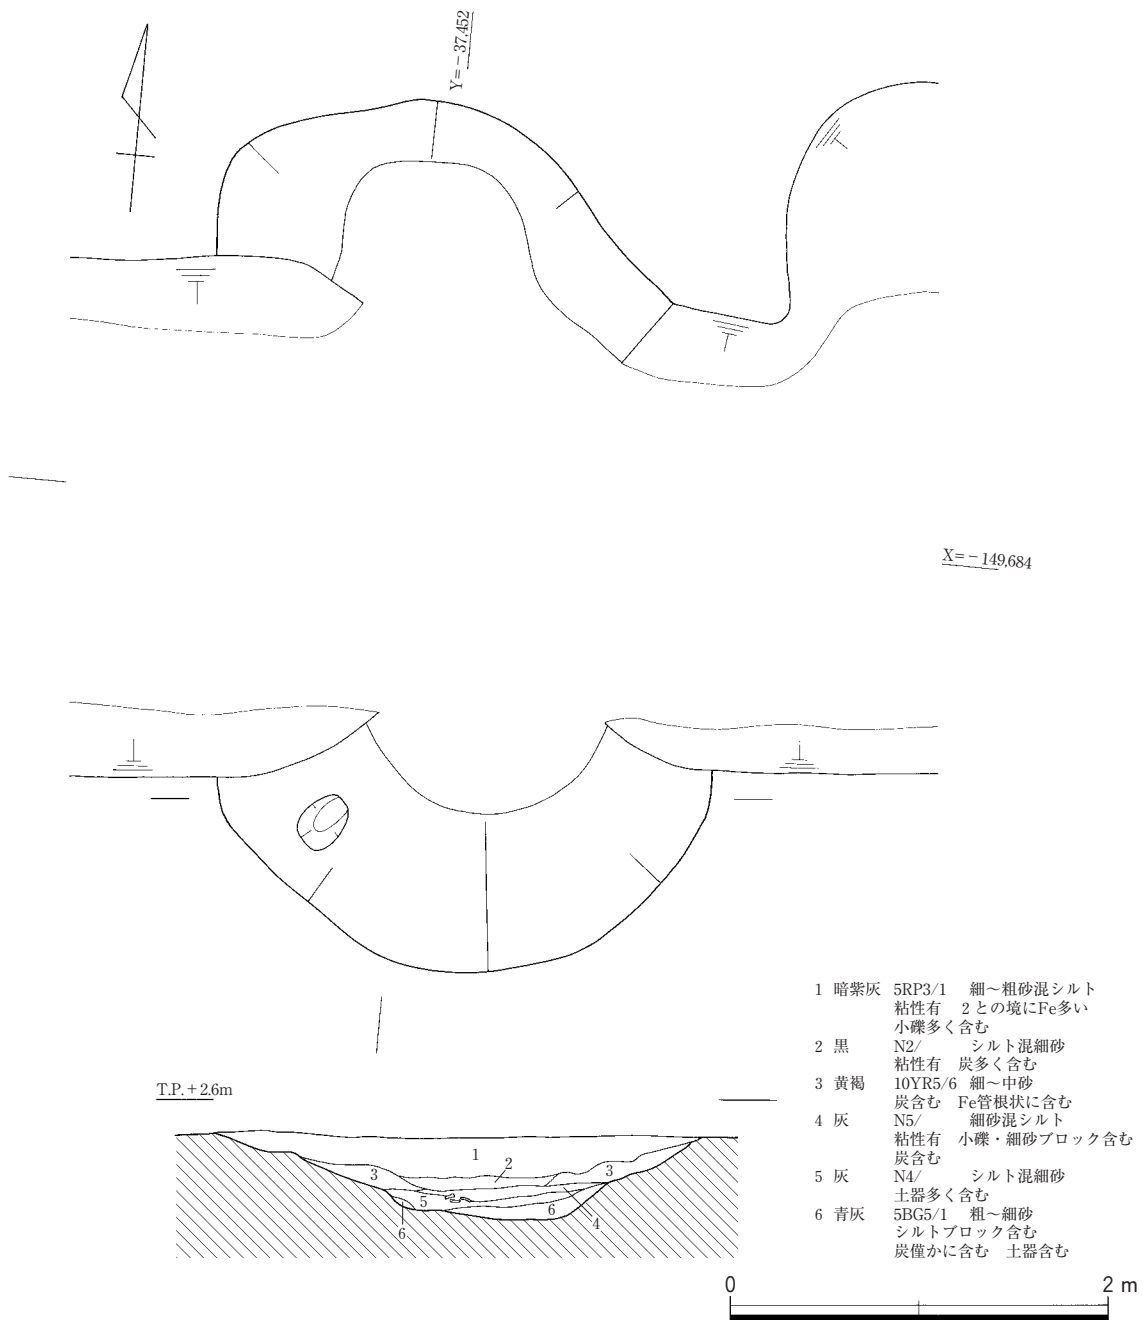 Y=－37,452
X=－149,684
1 暗紫灰 5RP3/1 細～粗砂混シルト
粘性有 2との境にFe多い
小礫多く含む
2 黒 N2/ シルト混細砂
粘性有 炭多く含む
3 黄褐 10YR5/6 細～中砂
炭含む Fe管根状に含む
4 灰 N5/ 細砂混シルト
粘性有 小礫・細砂ブロック含む
炭含む
5 灰 N4/ シルト混細砂
土器多く含む
6 青灰 5BG5/1 粗～細砂
シルトブロック含む
炭僅かに含む 土器含む
T.P.+2.6m
1
2
3
3
5
6
6
4
0 2 m